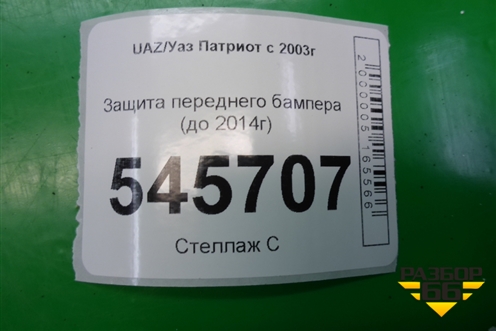 UAZ/Уаз Патриот с 2003г
Защита переднего бампера
(до 2014г)
545707
Стеллаж С
2000005165566
РАЗБОР
66